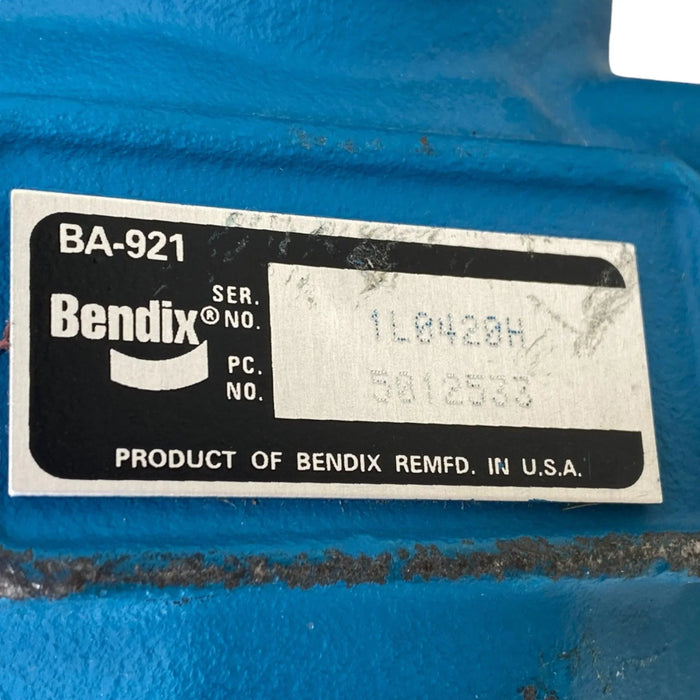 BA-921
Bendix®
SER. NO. 1L0420H
PC. NO. 5012533
PRODUCT OF BENDIX REMFD. IN U.S.A.